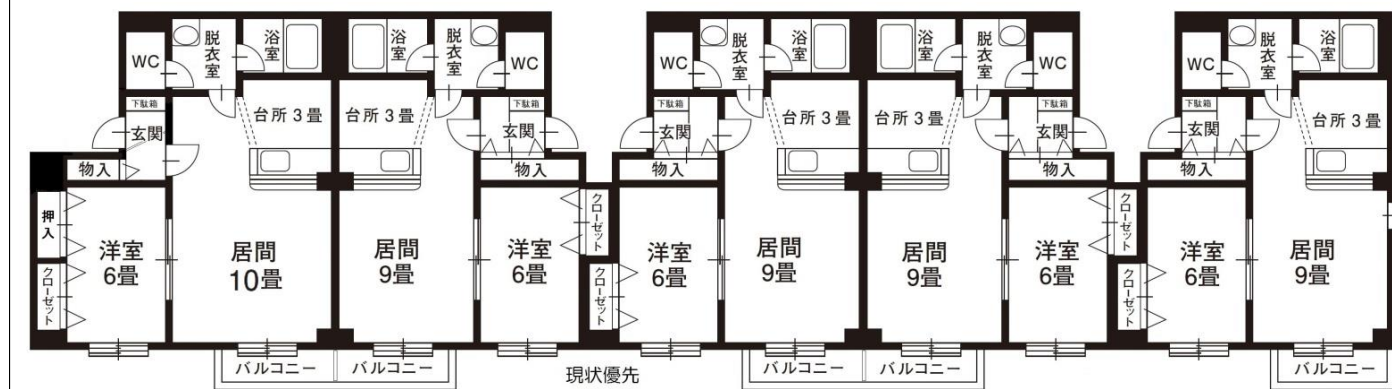 WC
脱衣室
浴室
浴室
脱衣室
WC
WC
脱衣室
浴室
浴室
脱衣室
WC
WC
脱衣室
浴室
下駄箱
玄関
台所3畳
台所3畳
下駄箱
玄関
下駄箱
玄関
台所3畳
台所3畳
下駄箱
玄関
下駄箱
玄関
台所3畳
物入
物入
物入
物入
物入
押入
クローゼット
洋室
6畳
居間
10畳
居間
9畳
洋室
6畳
クローゼット
クローゼット
洋室
6畳
居間
9畳
居間
9畳
洋室
6畳
クローゼット
クローゼット
洋室
6畳
居間
9畳
バルコニー
バルコニー
現状優先
バルコニー
バルコニー
バルコニー